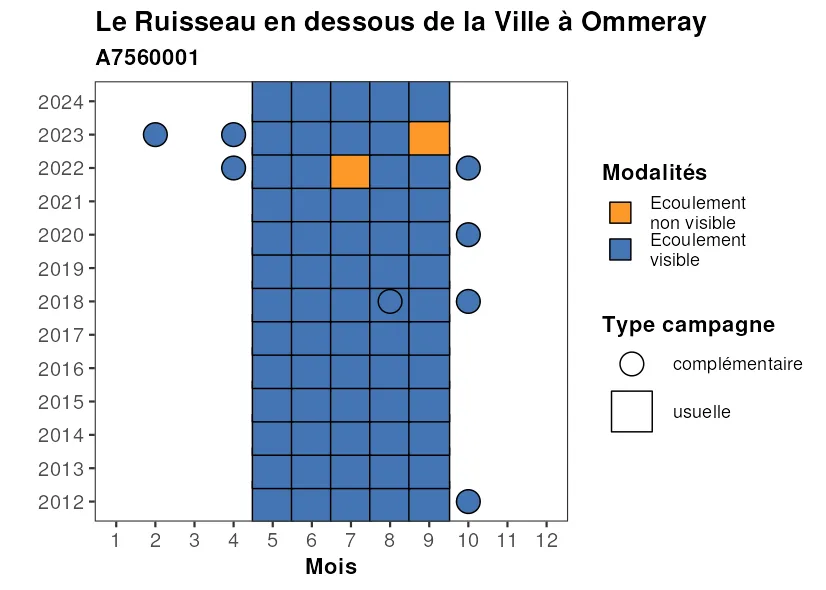 Le Ruisseau en dessous de la Ville à Ommeray
A7560001
2024
2023
2022
2021
2020
2019
2018
2017
2016
2015
2014
2013
2012
1 2 3 4 5 6 7 8 9 10 11 12
Mois
Modalités
Ecoulement
non visible
Ecoulement
visible
Type campagne
complémentaire
usuelle